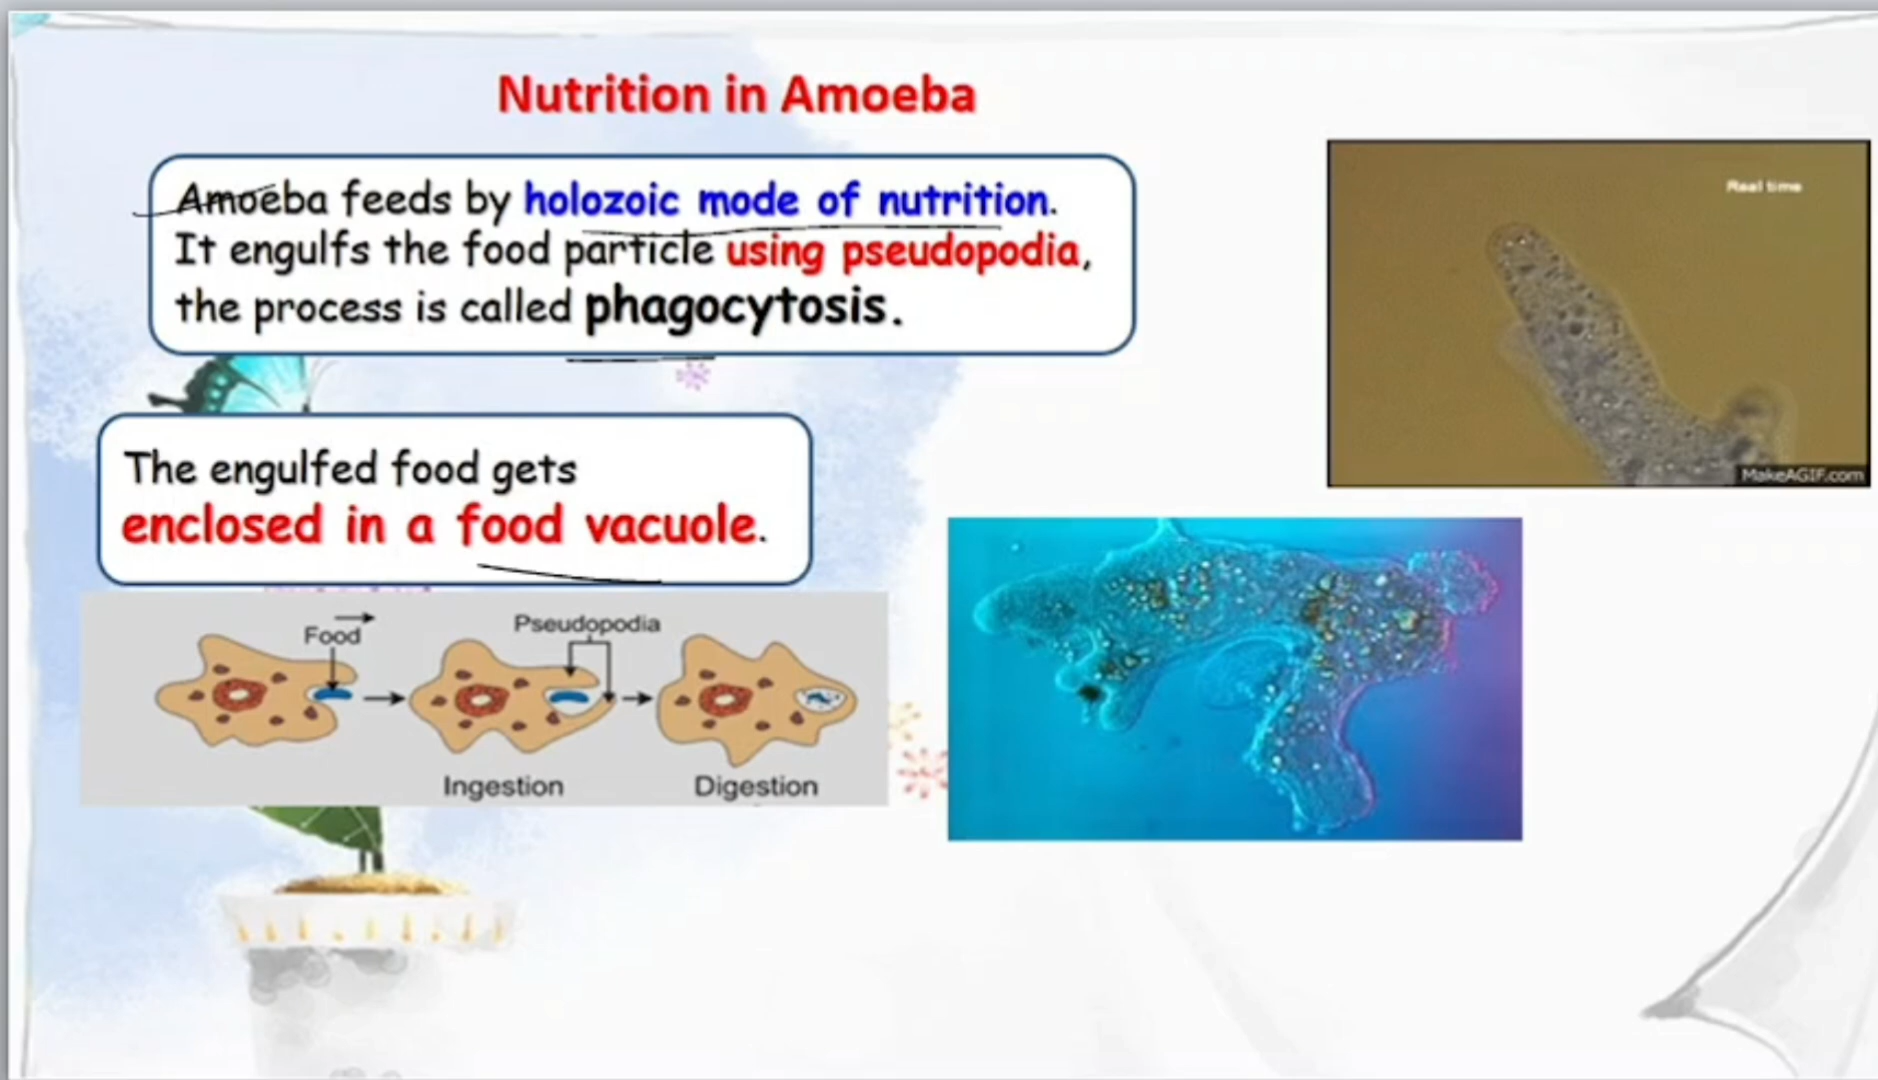 Nutrition in Amoeba
Amoeba feeds by holozoic mode of nutrition.
It engulfs the food particle using pseudopodia,
the process is called phagocytosis.
Real time
MakeAGIF.com
The engulfed food gets
enclosed in a food vacuole.
Food
Pseudopodia
Ingestion
Digestion